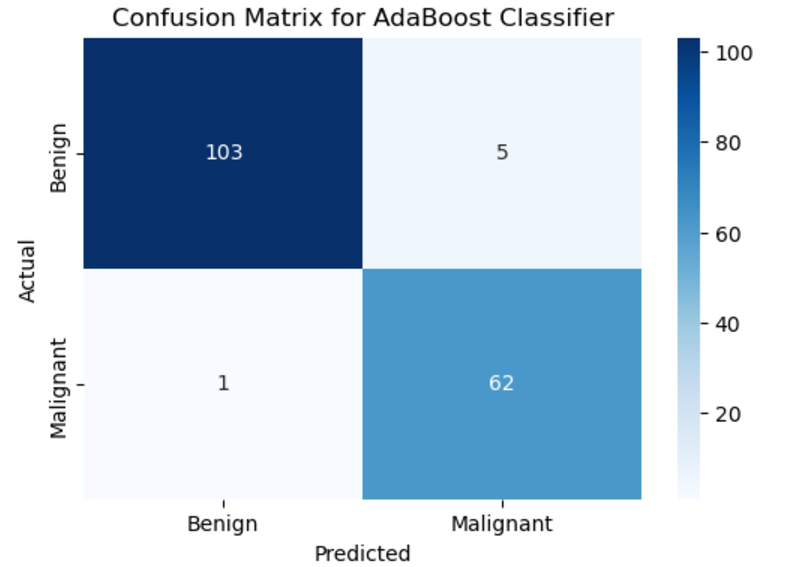 Confusion Matrix for AdaBoost Classifier
Actual
Benign
Malignant
103
5
1
62
Benign
Malignant
Predicted
100
80
60
40
20